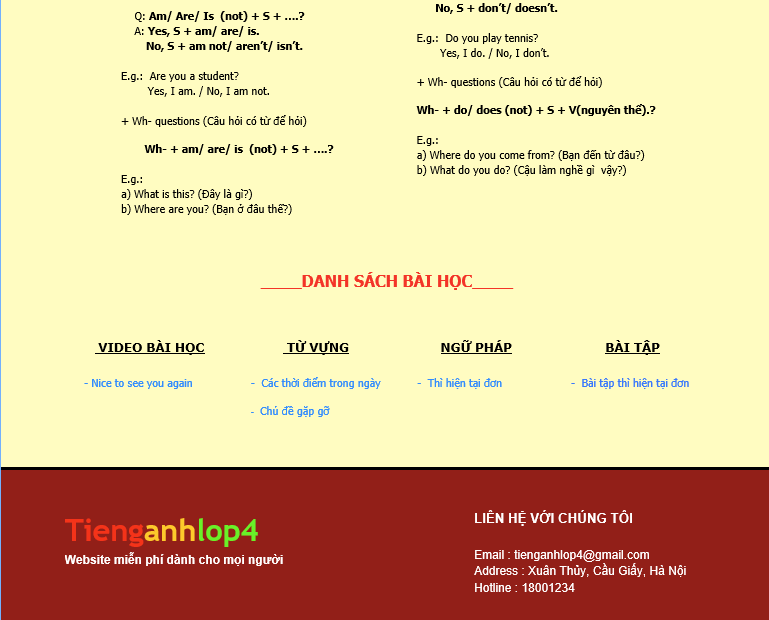 Q: Am/ Are/ Is (not) + S + ….?
A: Yes, S + am/ are/ is.
No, S + am not/ aren’t/ isn’t.
E.g.: Are you a student?
Yes, I am. / No, I am not.
+ Wh- questions (Câu hỏi có từ để hỏi)
Wh- + am/ are/ is (not) + S + ….?
E.g.:
a) What is this? (Đây là gì?)
b) Where are you? (Bạn ở đâu thế?)
No, S + don’t/ doesn’t.
E.g.: Do you play tennis?
Yes, I do. / No, I don’t.
+ Wh- questions (Câu hỏi có từ để hỏi)
Wh- + do/ does (not) + S + V(nguyên thể).?
E.g.:
a) Where do you come from? (Bạn đến từ đâu?)
b) What do you do? (Cậu làm nghề gì vậy?)
_____DANH SÁCH BÀI HỌC_____
VIDEO BÀI HỌC
- Nice to see you again
TỪ VỰNG
- Các thời điểm trong ngày
- Chủ đề gặp gỡ
NGỮ PHÁP
- Thì hiện tại đơn
BÀI TẬP
- Bài tập thì hiện tại đơn
Tienganhlop4
Website miễn phí dành cho mọi người
LIÊN HỆ VỚI CHÚNG TÔI
Email : tienganhlop4@gmail.com
Address : Xuân Thủy, Cầu Giấy, Hà Nội
Hotline : 18001234